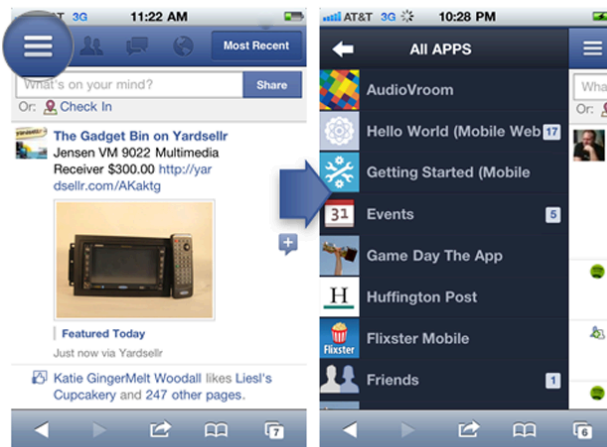 3G 11:22 AM
Most Recent
What's on your mind? Share
Or: Check In
The Gadget Bin on Yardsellr
Jensen VM 9022 Multimedia
Receiver $300.00 http://yar
dsellr.com/AKaktg
Featured Today
Just now via Yardsellr
Katie GingerMelt Woodall likes Liesl's
Cupcakery and 247 other pages.
7
AT&T 3G 10:28 PM
All APPS
AudioVroom
Hello World (Mobile Web 17
Getting Started (Mobile
31 Events 5
Game Day The App
H Huffington Post
Flixster Flixster Mobile
Friends 1
Wha
Or:
6